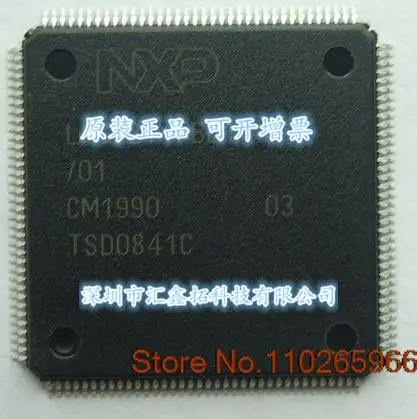 NXP
原装正品 可开增票
/01
CM1990 03
TSD0841C
深圳市汇鑫拓科技有限公司
Store No.110265966